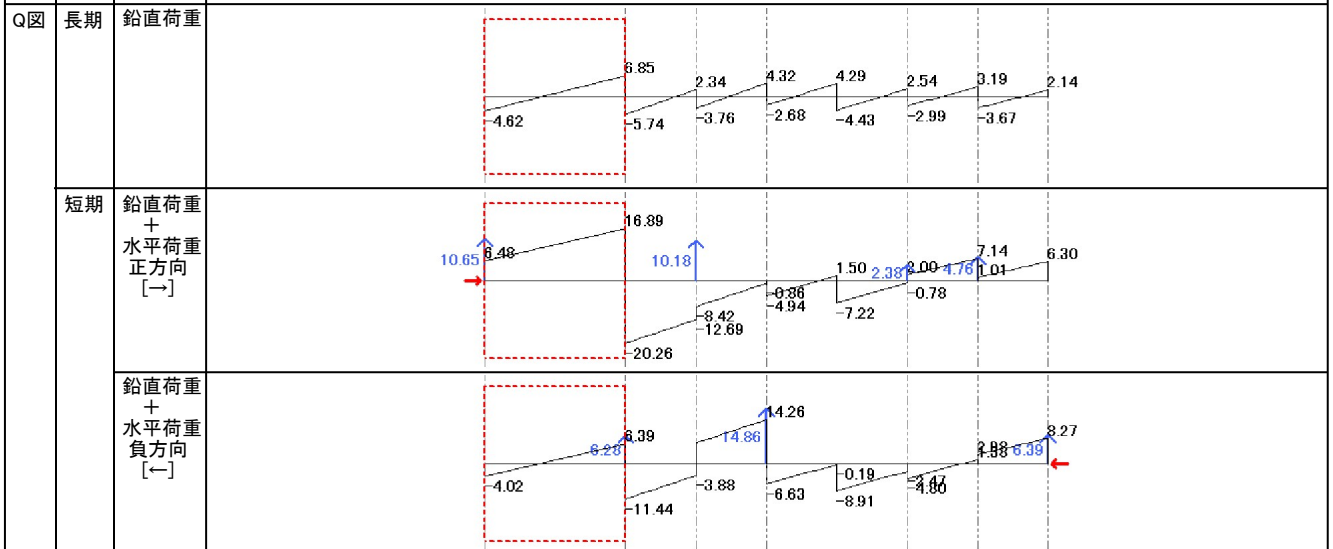 Q図 長期 鉛直荷重
6.85 2.34 4.32 4.29 2.54 3.19 2.14
-4.62 -5.74 -3.76 -2.68 -4.43 -2.99 -3.67
短期 鉛直荷重
＋
水平荷重
正方向
[→]
10.65 6.48 16.89 10.18 1.50 2.38 2.00 4.76 7.14 1.01 6.30
-20.26 -8.42 -12.69 -0.86 -4.94 -7.22 -0.78
鉛直荷重
＋
水平荷重
負方向
[←]
6.28 6.39 14.86 14.26 6.39 8.27
-4.02 -11.44 -3.88 -6.63 -0.19 -8.91 -4.80